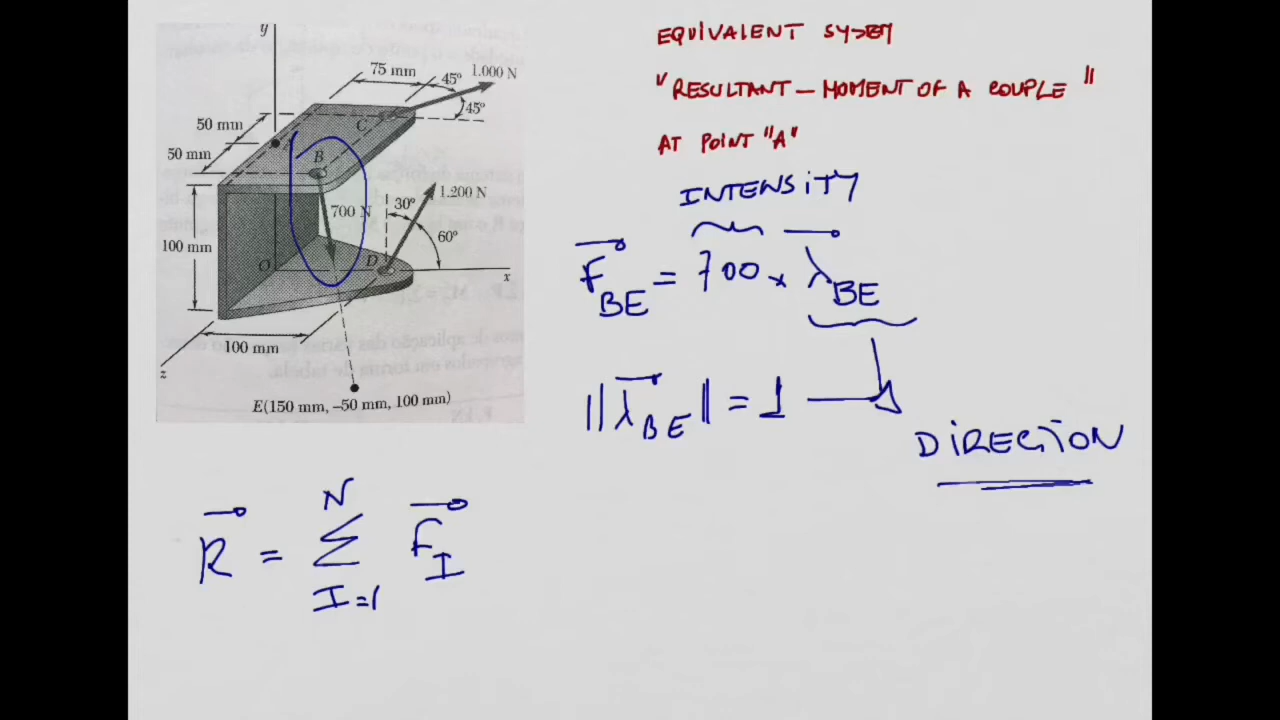 EQUIVALENT SYSTEM
"RESULTANT – MOMENT OF A COUPLE"
AT POINT "A"
INTENSITY
F BE = 700 × λ BE
||λ BE|| = 1
DIRECTION
R = Σ F I
N
I=1
y
75 mm
45°
1.000 N
45°
C
50 mm
50 mm
B
700 N
30°
1.200 N
60°
100 mm
O
D
x
100 mm
z
E(150 mm, –50 mm, 100 mm)